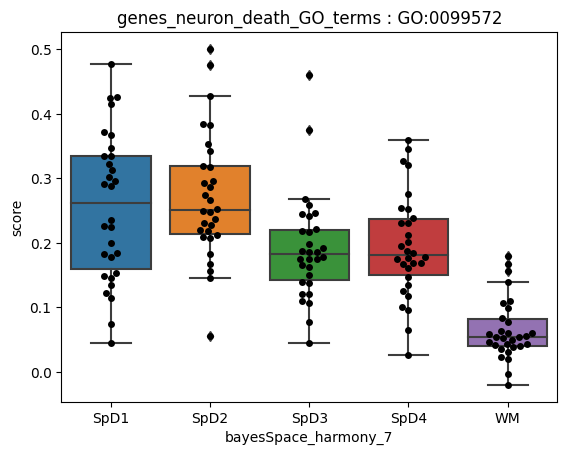 genes_neuron_death_GO_terms : GO:0099572
0.5
0.4
0.3
0.2
0.1
0.0
score
SpD1 SpD2 SpD3 SpD4 WM
bayesSpace_harmony_7